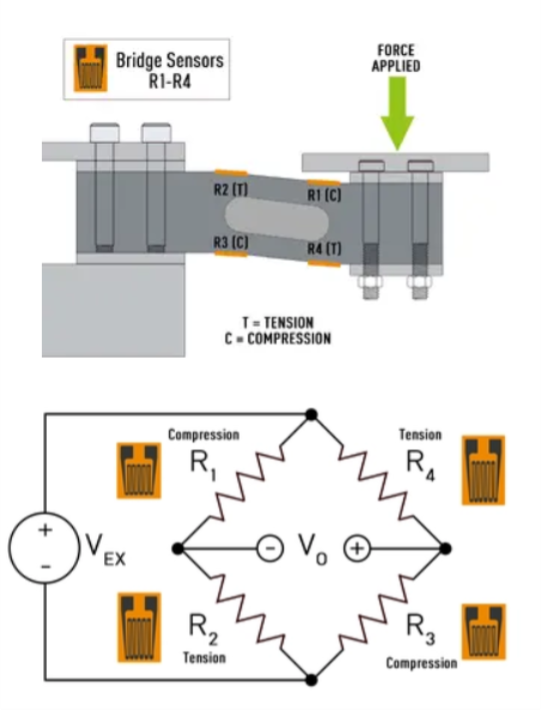 Bridge Sensors
R1-R4
FORCE
APPLIED
R2 (T)
R1 (C)
R3 (C)
R4 (T)
T = TENSION
C = COMPRESSION
Compression
R1
Tension
R4
+
-
VEX
- Vo +
R2
Tension
R3
Compression